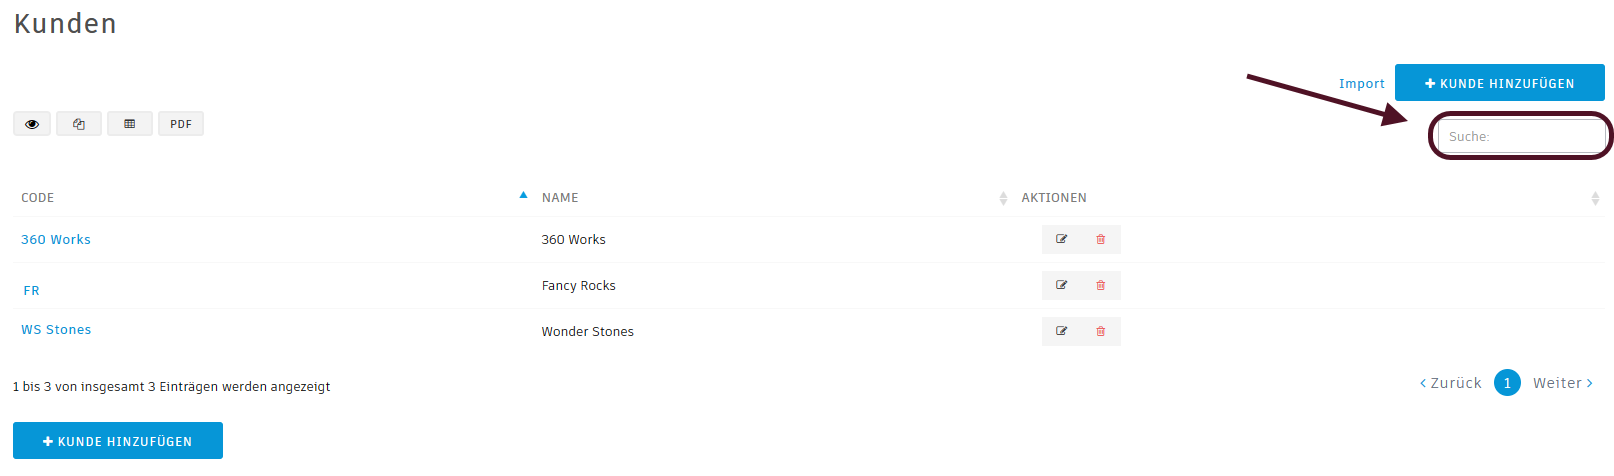 Kunden
Import
KUNDE HINZUFÜGEN
PDF
Suche:
CODE NAME AKTIONEN
360 Works 360 Works
FR Fancy Rocks
WS Stones Wonder Stones
1 bis 3 von insgesamt 3 Einträgen werden angezeigt
Zurück 1 Weiter
KUNDE HINZUFÜGEN